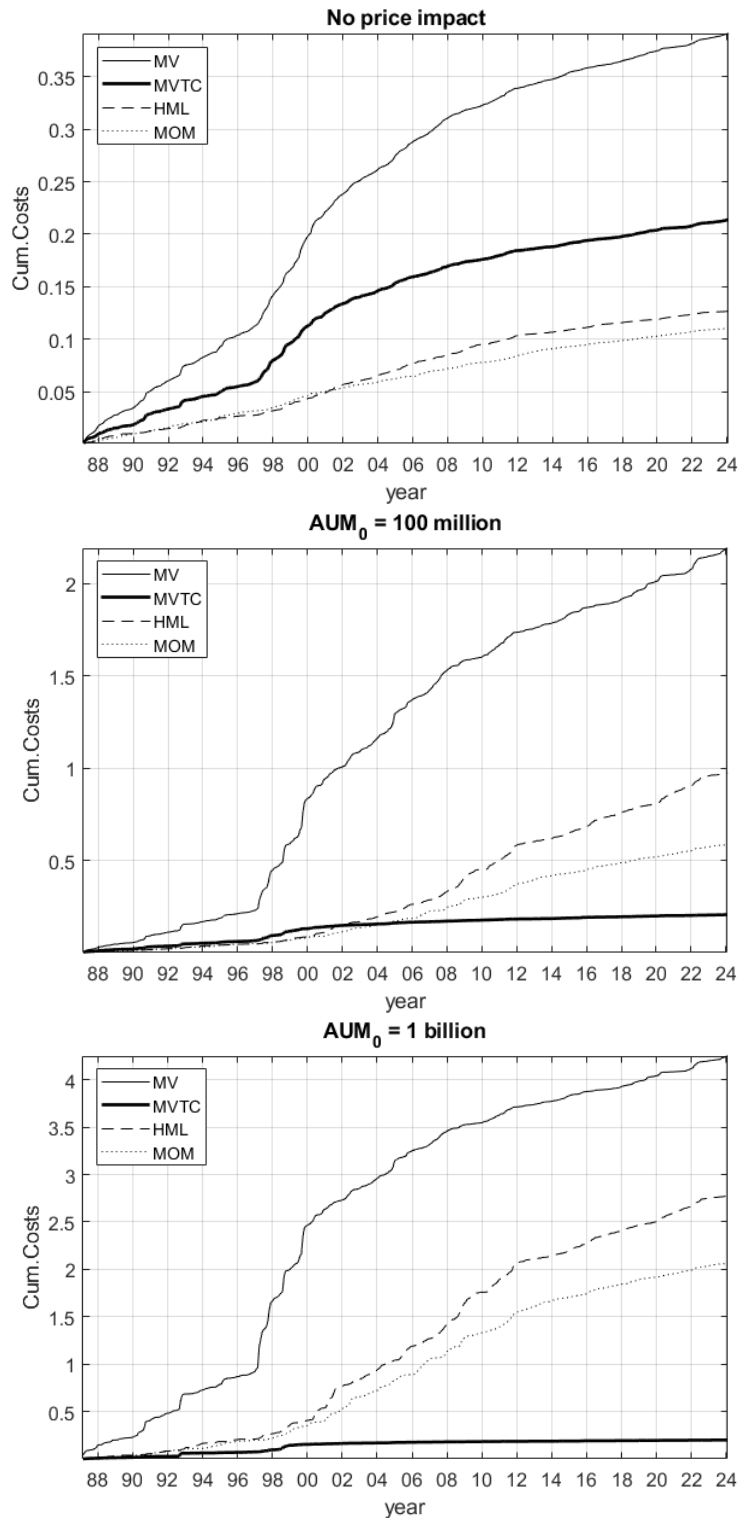 No price impact
MV
MVTC
HML
MOM
0.35
0.3
0.25
0.2
0.15
0.1
0.05
Cum.Costs
88 90 92 94 96 98 00 02 04 06 08 10 12 14 16 18 20 22 24
year
AUM₀ = 100 million
MV
MVTC
HML
MOM
2
1.5
1
0.5
Cum.Costs
88 90 92 94 96 98 00 02 04 06 08 10 12 14 16 18 20 22 24
year
AUM₀ = 1 billion
MV
MVTC
HML
MOM
4
3.5
3
2.5
2
1.5
1
0.5
Cum.Costs
88 90 92 94 96 98 00 02 04 06 08 10 12 14 16 18 20 22 24
year